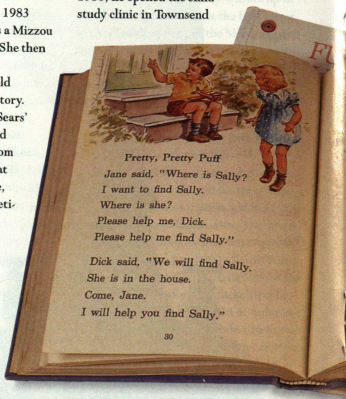 study clinic in Townsend
1983
a Mizzou
She then
ld
tory.
Sears'
d
om
at
e,
eti-
FU
Pretty, Pretty Puff
Jane said, "Where is Sally?
I want to find Sally.
Where is she?
Please help me, Dick.
Please help me find Sally."
Dick said, "We will find Sally.
She is in the house.
Come, Jane.
I will help you find Sally."
30